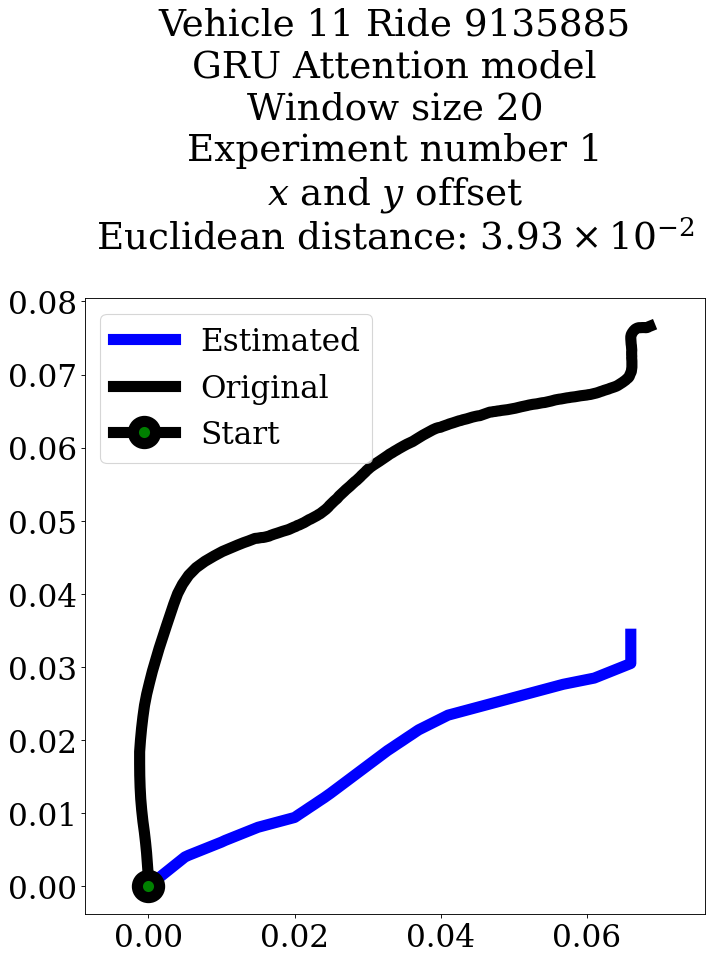 Vehicle 11 Ride 9135885
GRU Attention model
Window size 20
Experiment number 1
x and y offset
Euclidean distance: 3.93 × 10⁻²
0.08
0.07
0.06
0.05
0.04
0.03
0.02
0.01
0.00
Estimated
Original
Start
0.00 0.02 0.04 0.06